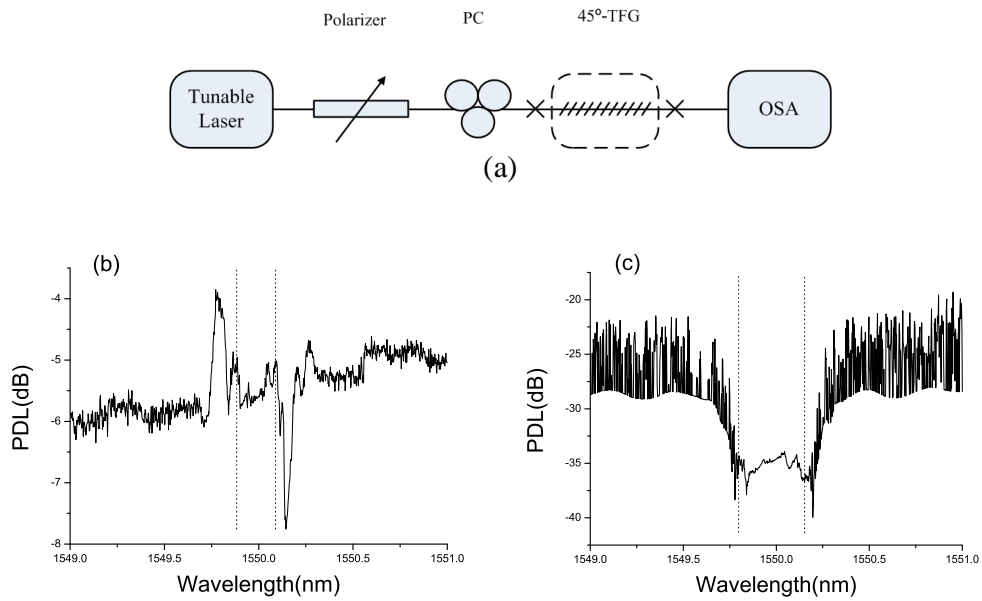 Polarizer PC 45º-TFG
Tunable
Laser
OSA
(a)
(b)
-4
-5
-6
-7
-8
PDL(dB)
1549.0 1549.5 1550.0 1550.5 1551.0
Wavelength(nm)
(c)
-20
-25
-30
-35
-40
PDL(dB)
1549.0 1549.5 1550.0 1550.5 1551.0
Wavelength(nm)